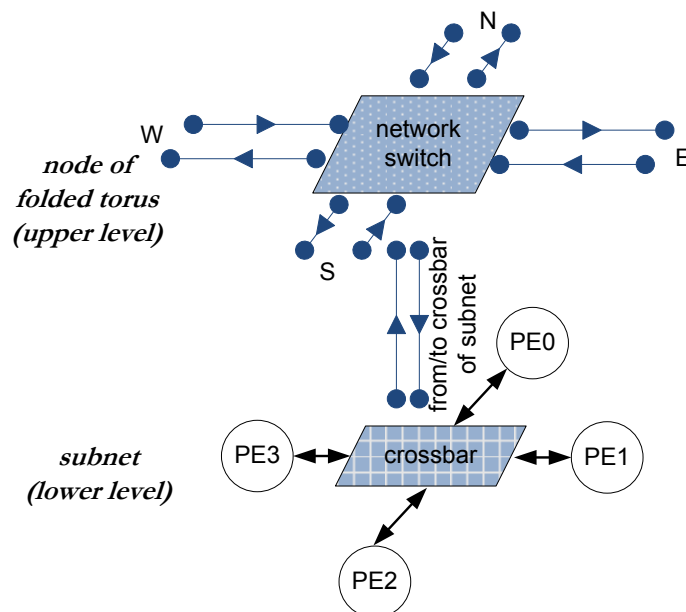 N
W
network
switch
E
node of
folded torus
(upper level)
S
from/to crossbar
of subnet
PE0
PE3
crossbar
PE1
subnet
(lower level)
PE2